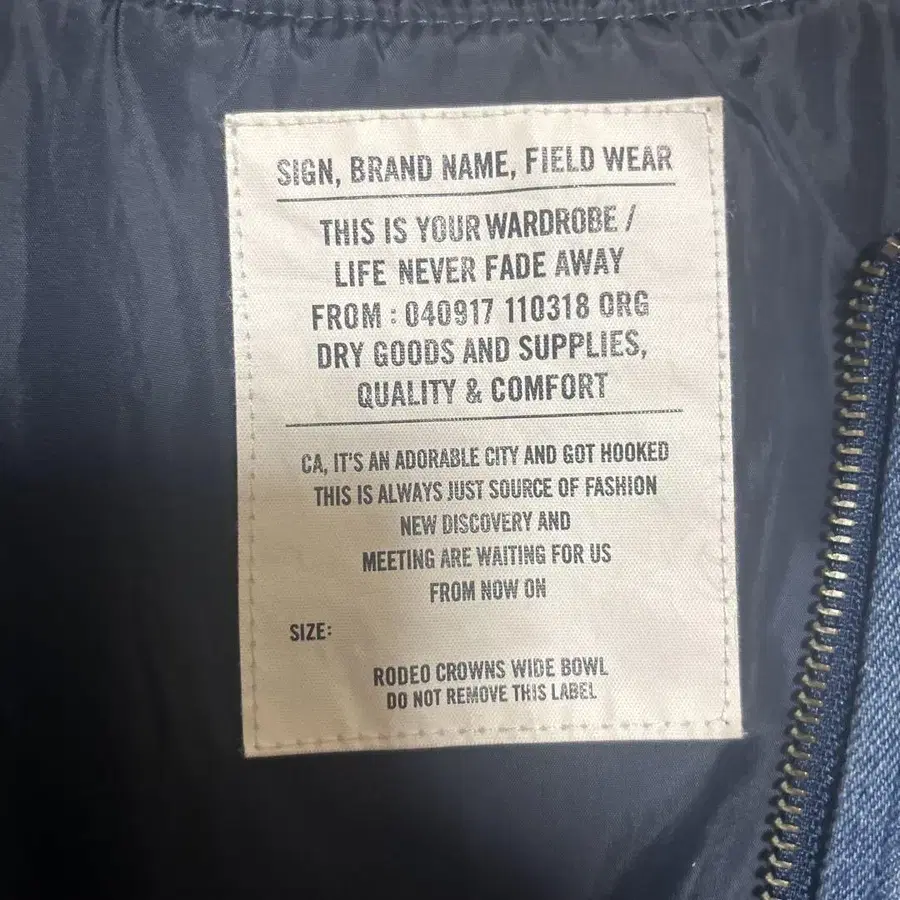 SIGN, BRAND NAME, FIELD WEAR
THIS IS YOUR WARDROBE /
LIFE NEVER FADE AWAY
FROM : 040917 110318 ORG
DRY GOODS AND SUPPLIES,
QUALITY & COMFORT
CA, IT'S AN ADORABLE CITY AND GOT HOOKED
THIS IS ALWAYS JUST SOURCE OF FASHION
NEW DISCOVERY AND
MEETING ARE WAITING FOR US
FROM NOW ON
SIZE:
RODEO CROWNS WIDE BOWL
DO NOT REMOVE THIS LABEL